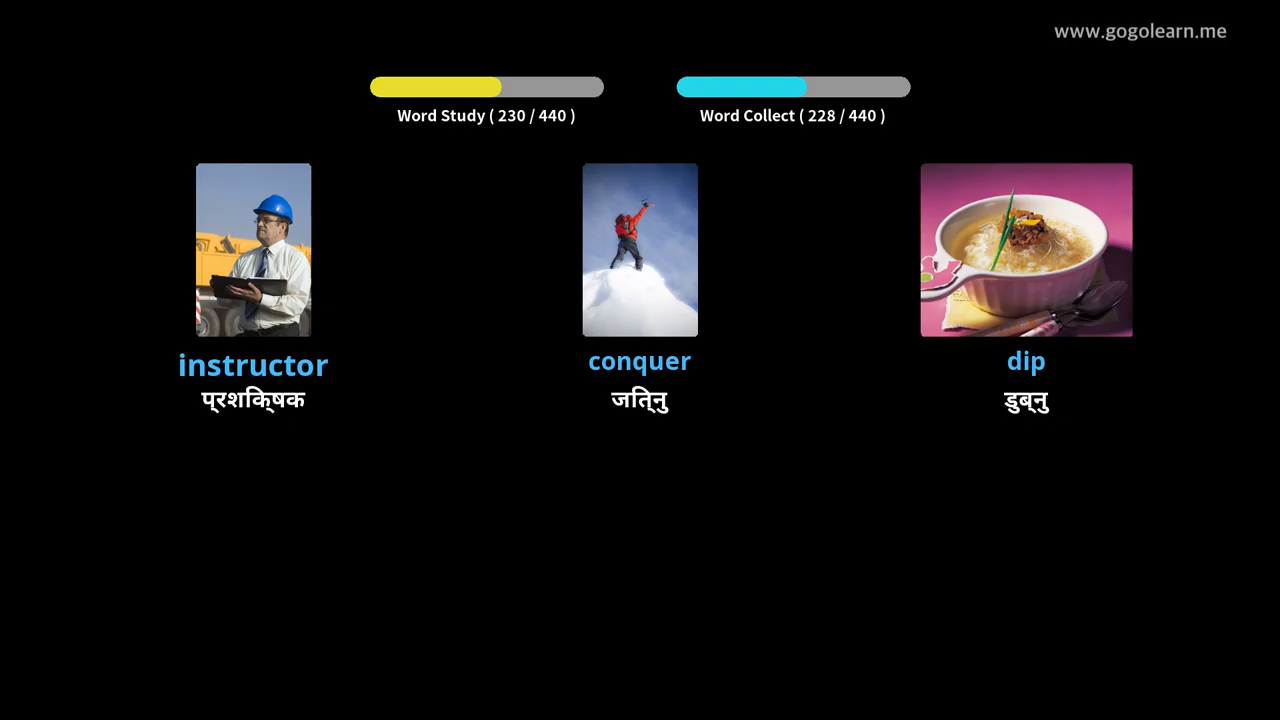 www.gogolearn.me
Word Study ( 230 / 440 )
Word Collect ( 228 / 440 )
instructor
conquer
dip
प्रशिक्षक
जित्नु
डुब्नु